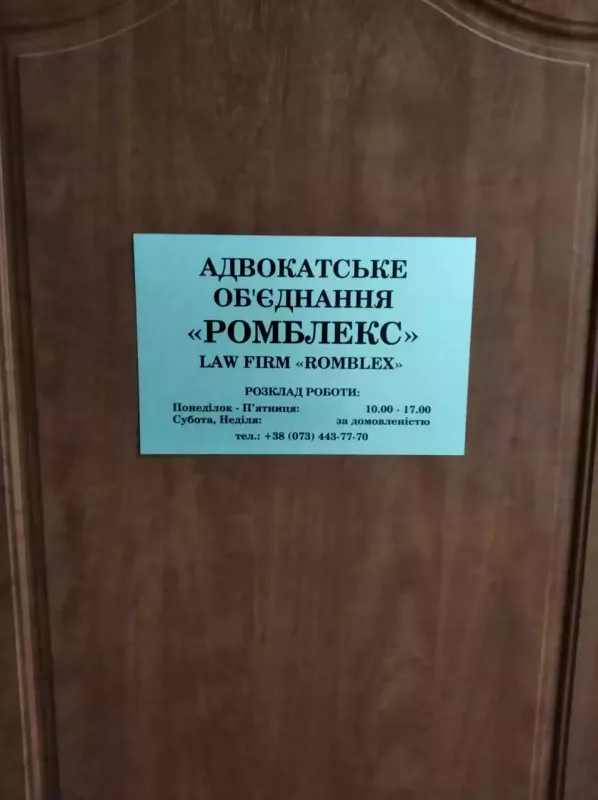 АДВОКАТСЬКЕ
ОБ'ЄДНАННЯ
«РОМБЛЕКС»
LAW FIRM «ROMBLEX»
РОЗКЛАД РОБОТИ:
Понеділок - П'ятниця: 10.00 - 17.00
Субота, Неділя: за домовленістю
тел.: +38 (073) 443-77-70